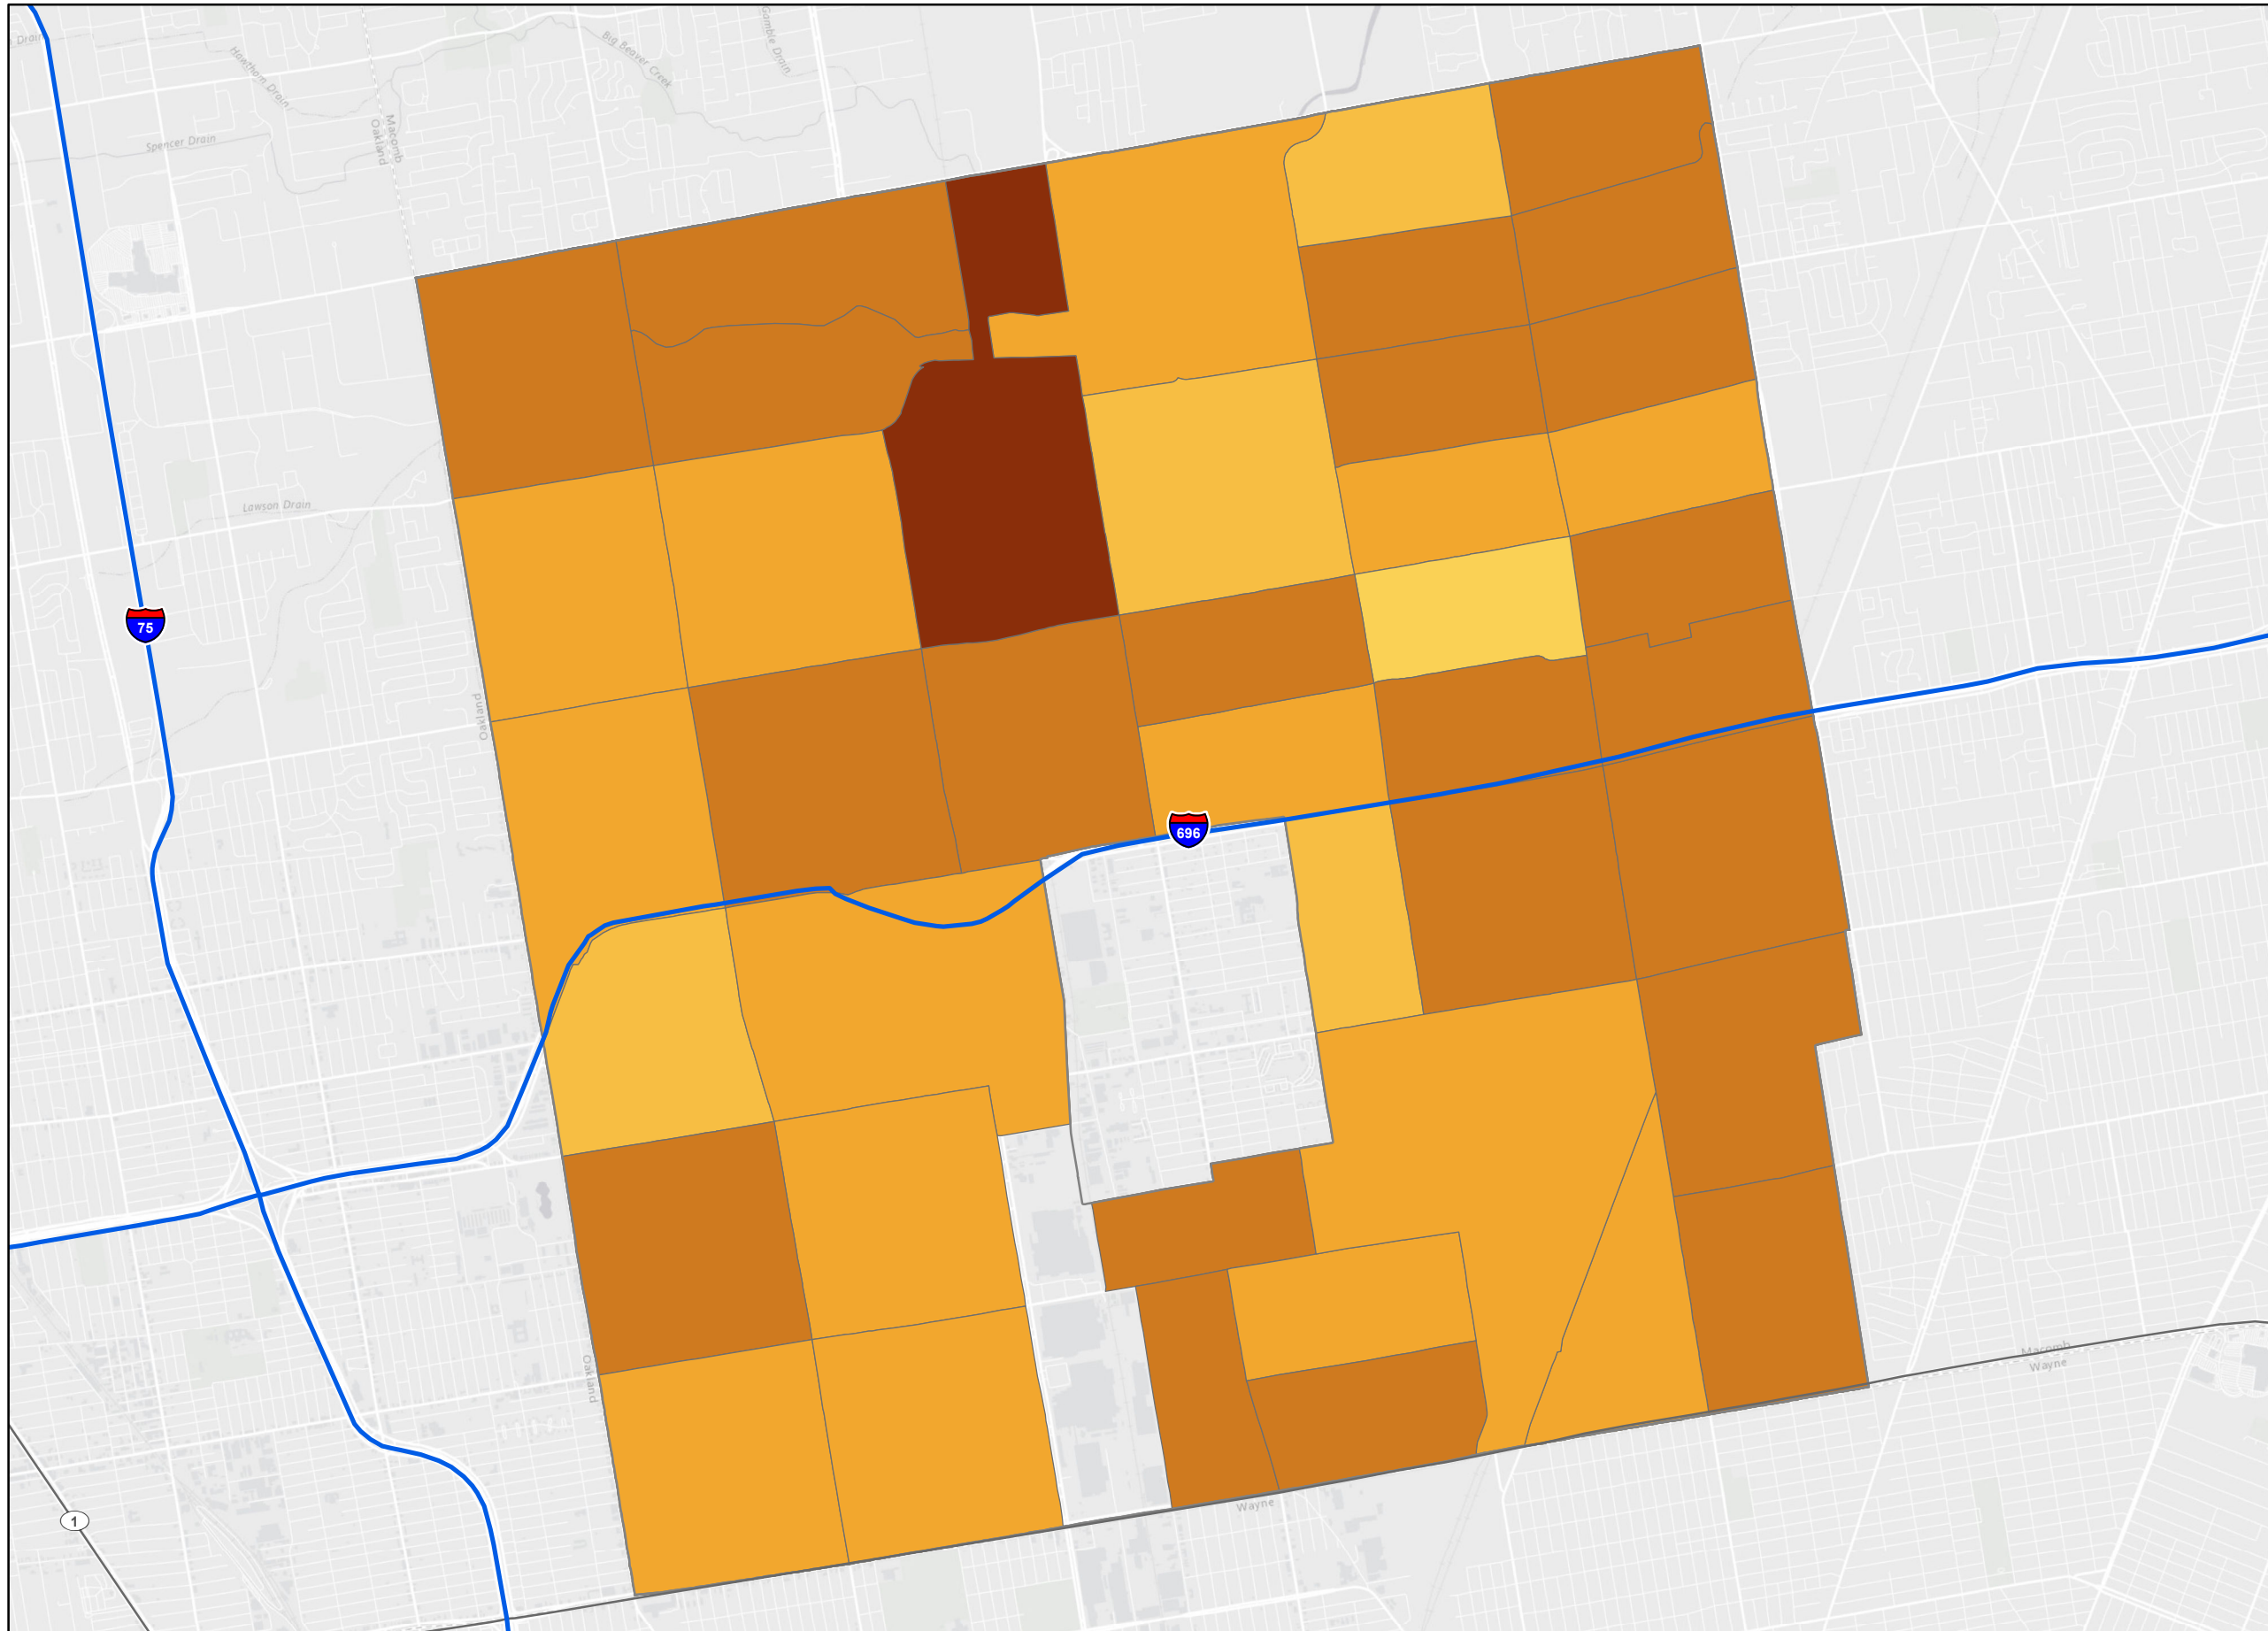 Drain
Hawthorn Drain
Big Beaver Creek
Gamble Drain
Spencer Drain
Macomb
Oakland
Lawson Drain
75
Oakland
696
Oakland
Macomb
Wayne
Wayne
1